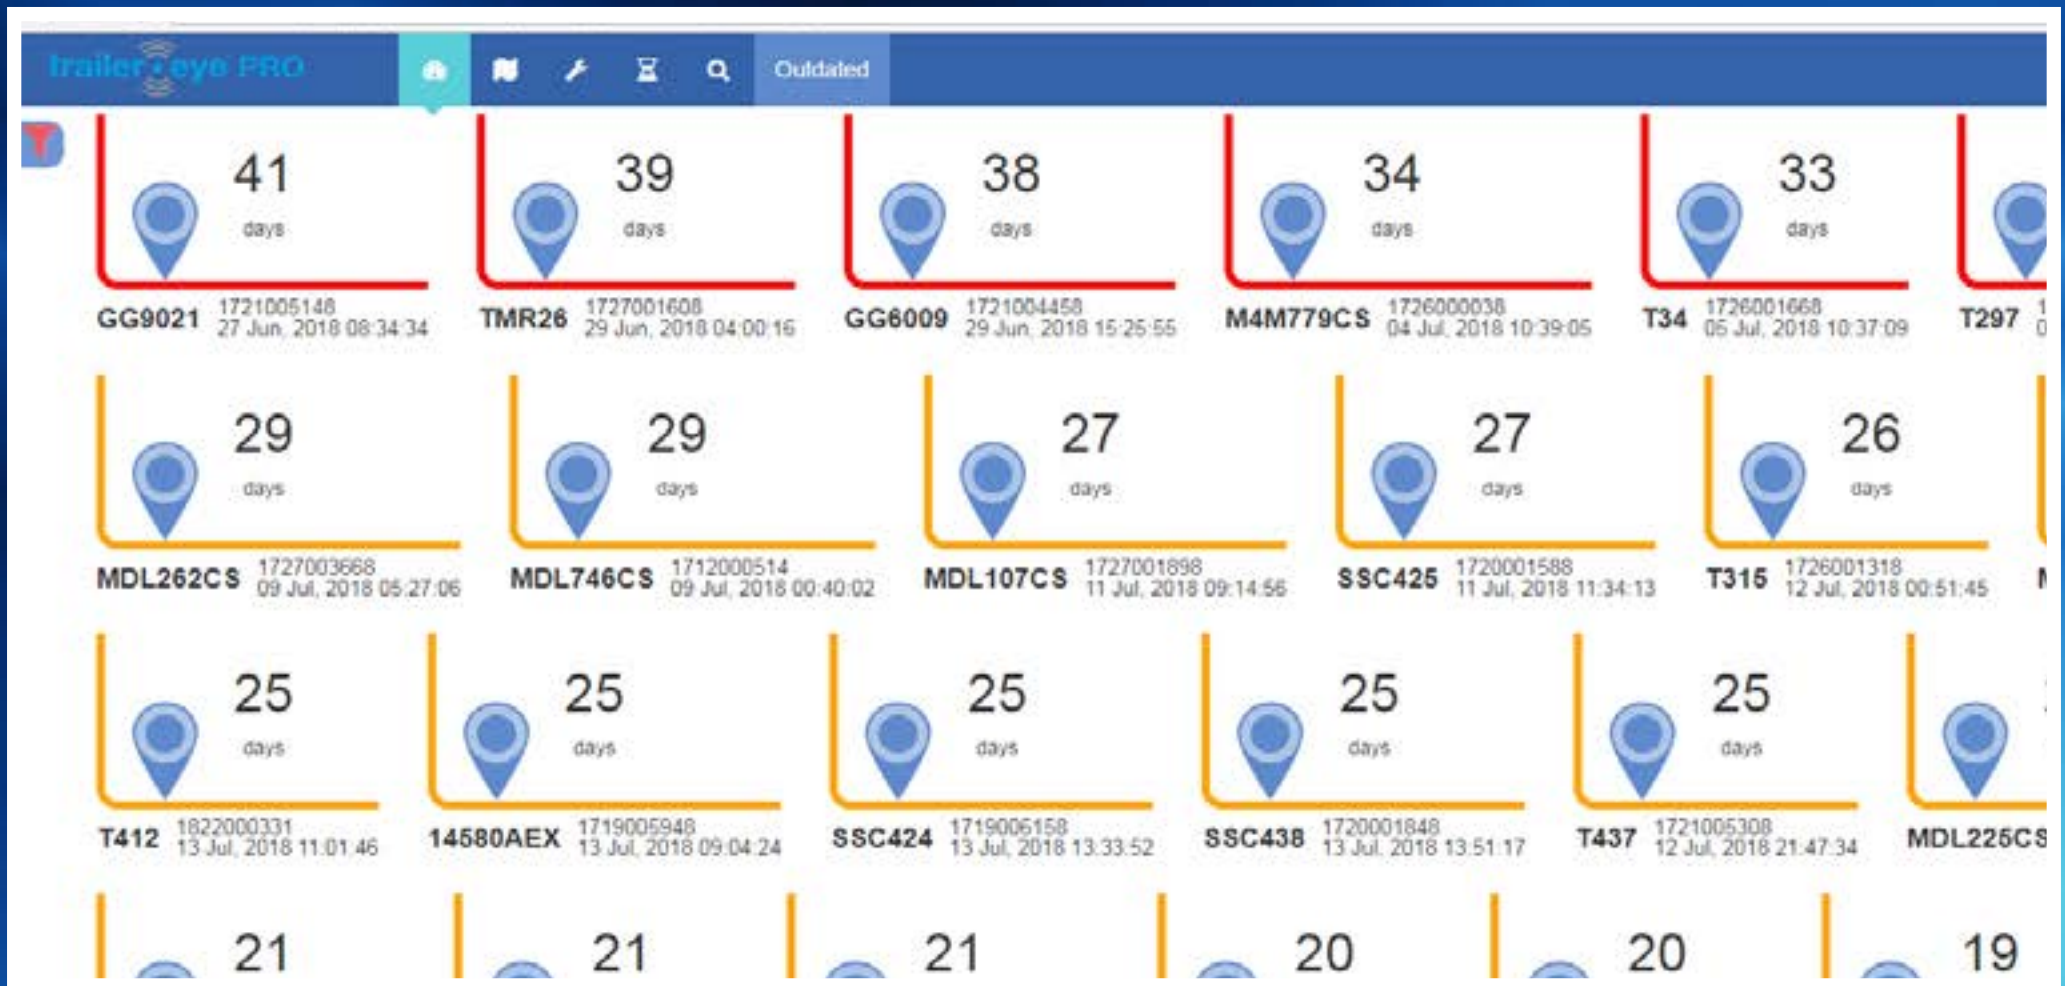 trailer eye PRO
Outdated
41 39 38 34 33
days days days days days
GG9021 1721005148 TMR26 1727001608 GG6009 1721004458 M4M779CS 1726000038 T34 1726001668 T297
27 Jun, 2018 08:34:34 29 Jun, 2018 04:00:16 29 Jun, 2018 15:25:55 04 Jul, 2018 10:39:05 05 Jul, 2018 10:37:09
29 29 27 27 26
days days days days days
MDL262CS 1727003668 MDL746CS 1712000514 MDL107CS 1727001898 SSC425 1720001588 T315 1726001318
09 Jul, 2018 05:27:06 09 Jul, 2018 00:40:02 11 Jul, 2018 09:14:56 11 Jul, 2018 11:34:13 12 Jul, 2018 00:51:45
25 25 25 25 25
days days days days days
T412 1822000331 14580AEX 1719005948 SSC424 1719006158 SSC438 1720001848 T437 1721005308 MDL225CS
13 Jul, 2018 11:01:46 13 Jul, 2018 09:04:24 13 Jul, 2018 13:33:52 13 Jul, 2018 13:51:17 12 Jul, 2018 21:47:34
21 21 21 20 20 19